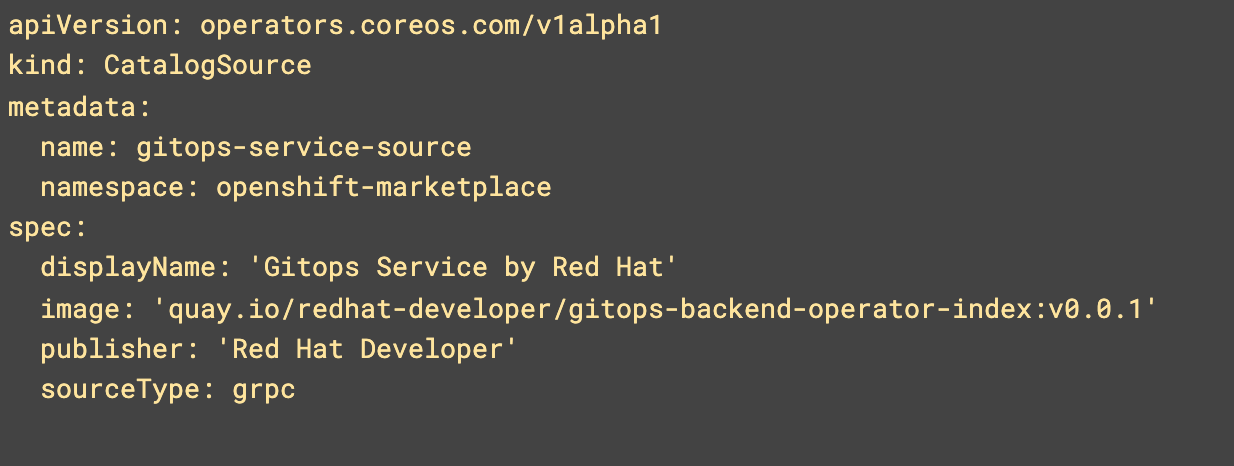 apiVersion: operators.coreos.com/v1alpha1
kind: CatalogSource
metadata:
  name: gitops-service-source
  namespace: openshift-marketplace
spec:
  displayName: 'Gitops Service by Red Hat'
  image: 'quay.io/redhat-developer/gitops-backend-operator-index:v0.0.1'
  publisher: 'Red Hat Developer'
  sourceType: grpc